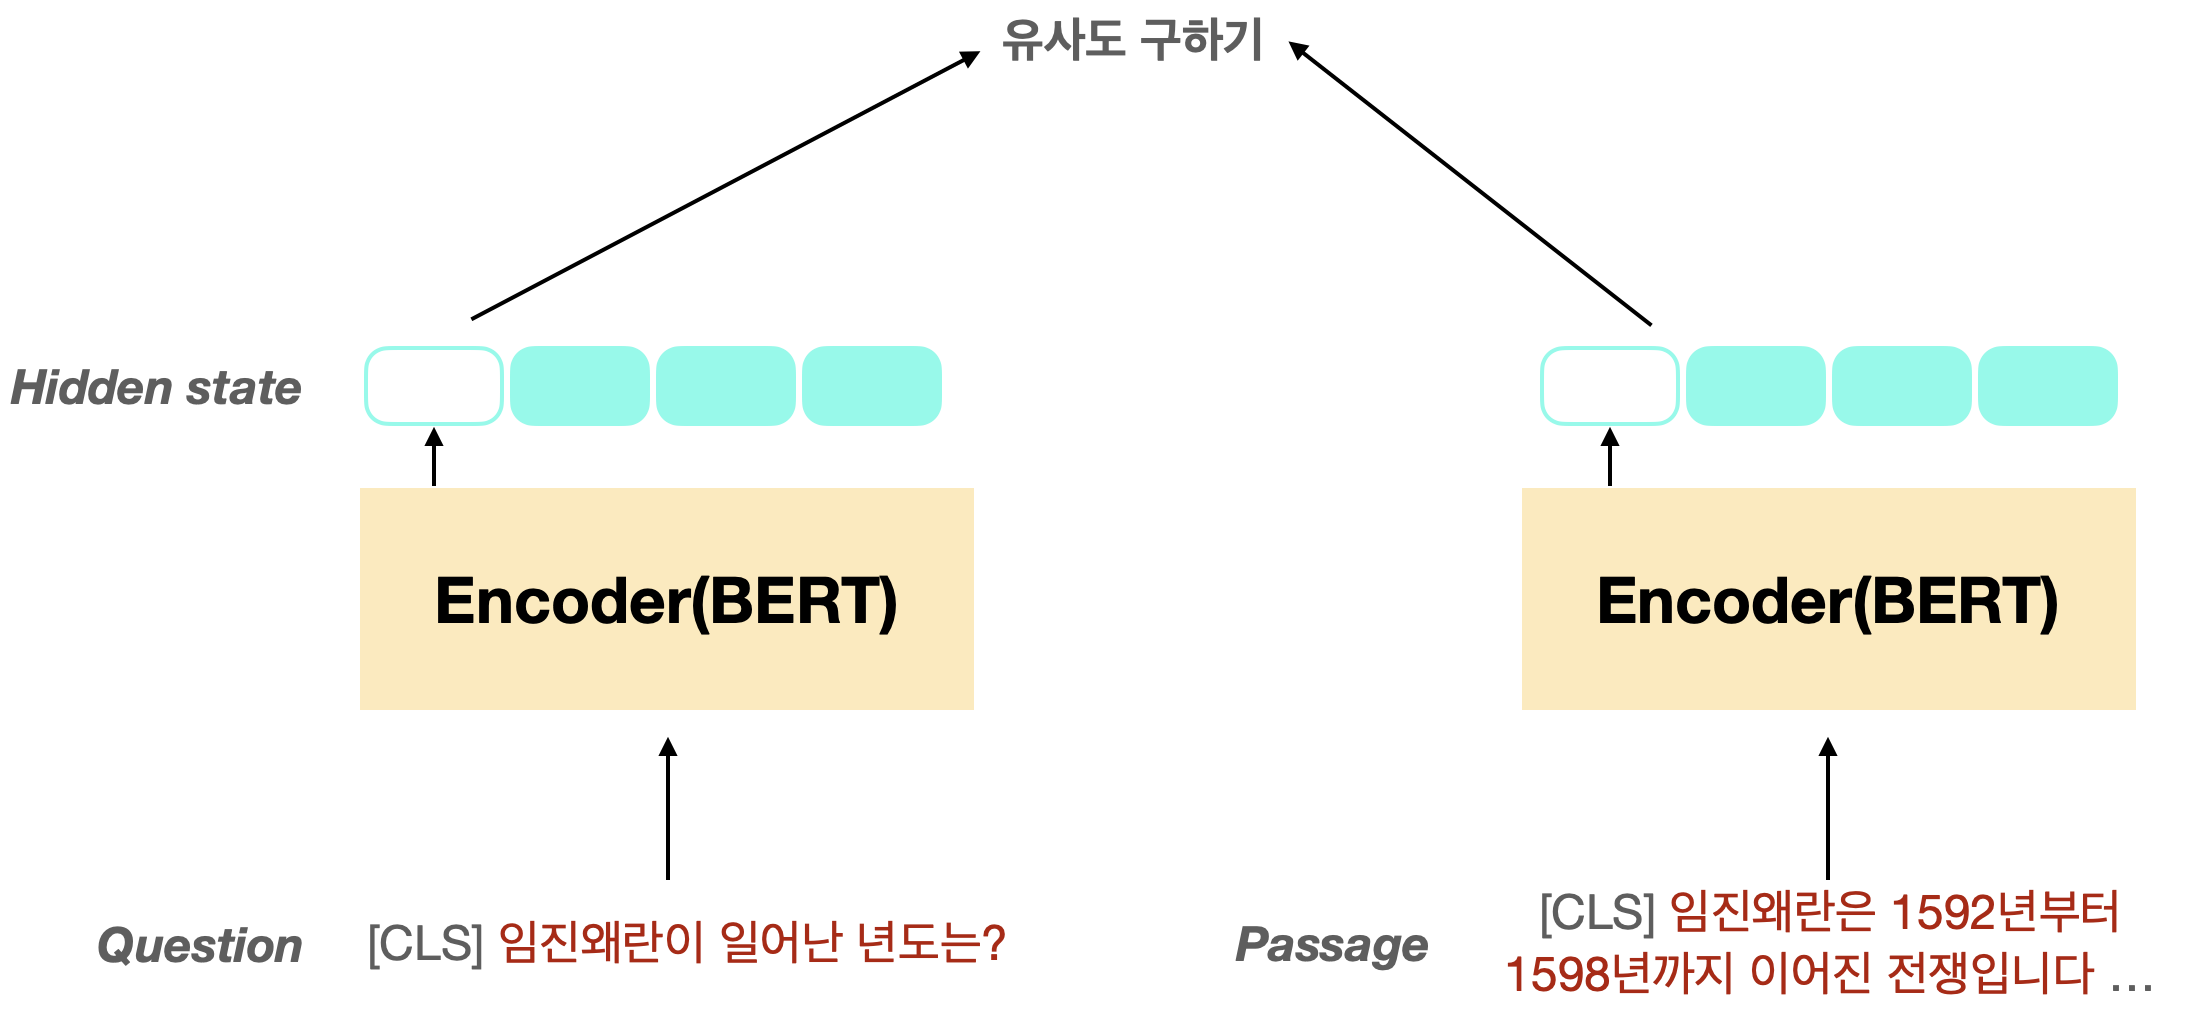 유사도 구하기
Hidden state
Encoder(BERT)
Encoder(BERT)
Question
[CLS] 임진왜란이 일어난 년도는?
Passage
[CLS] 임진왜란은 1592년부터
1598년까지 이어진 전쟁입니다 …